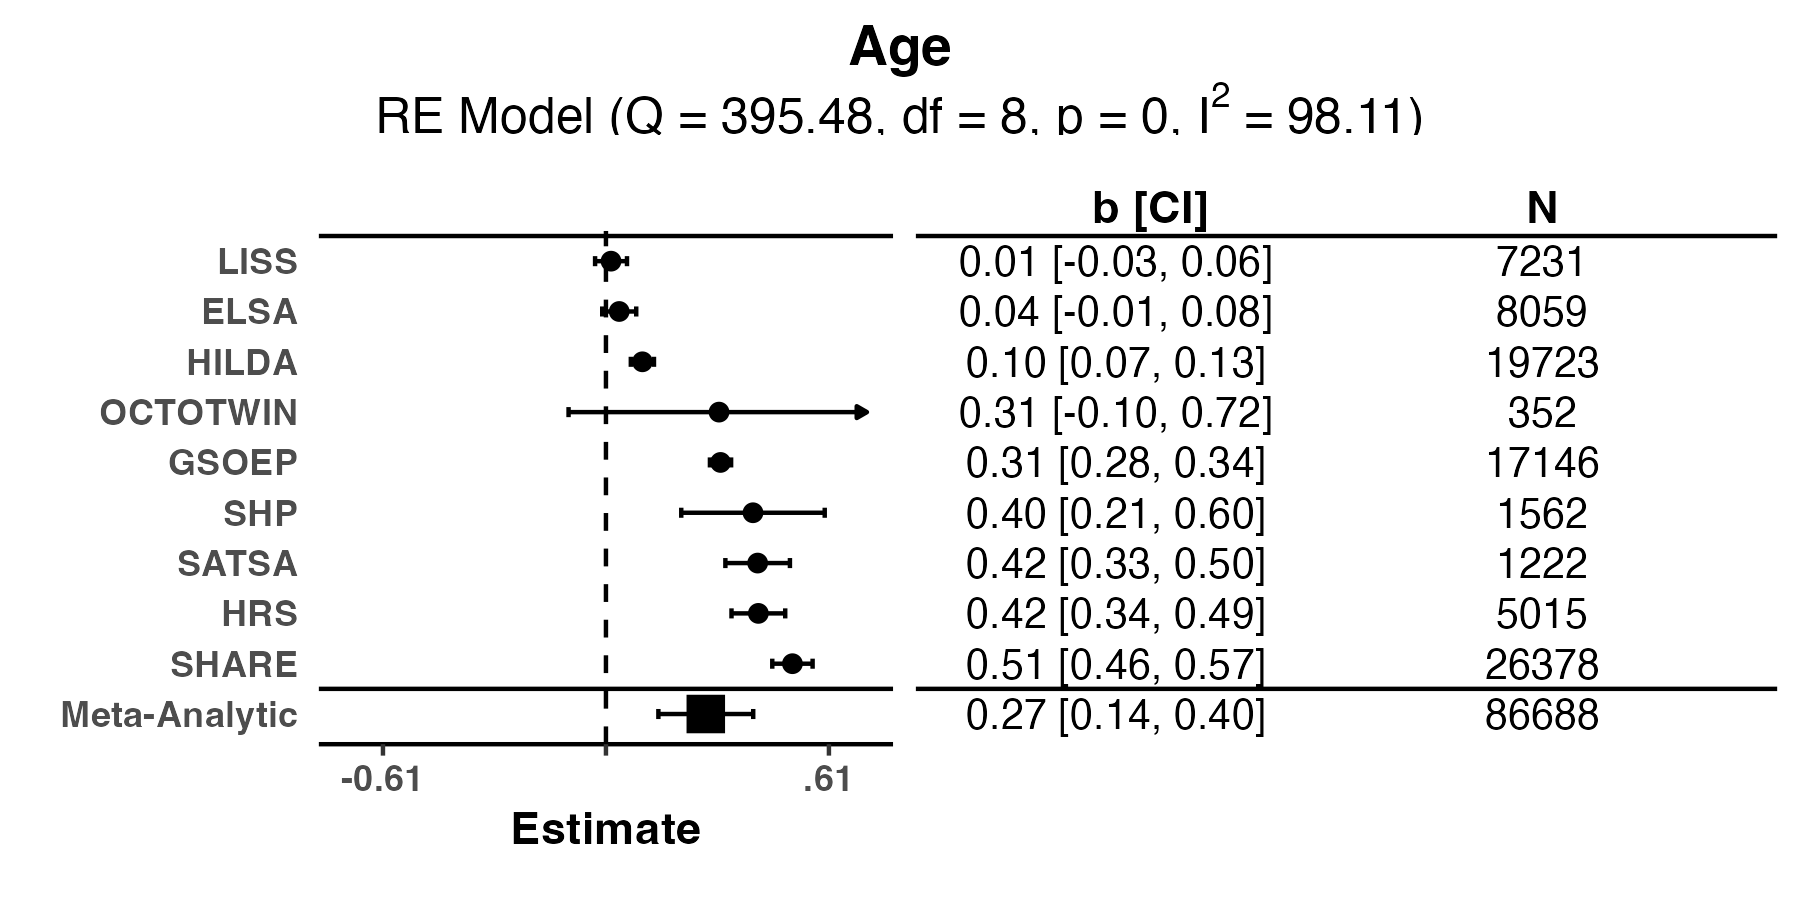 Age
RE Model (Q = 395.48, df = 8, p = 0, I² = 98.11)
b [CI] N
LISS 0.01 [-0.03, 0.06] 7231
ELSA 0.04 [-0.01, 0.08] 8059
HILDA 0.10 [0.07, 0.13] 19723
OCTOTWIN 0.31 [-0.10, 0.72] 352
GSOEP 0.31 [0.28, 0.34] 17146
SHP 0.40 [0.21, 0.60] 1562
SATSA 0.42 [0.33, 0.50] 1222
HRS 0.42 [0.34, 0.49] 5015
SHARE 0.51 [0.46, 0.57] 26378
Meta-Analytic 0.27 [0.14, 0.40] 86688
-0.61 .61
Estimate